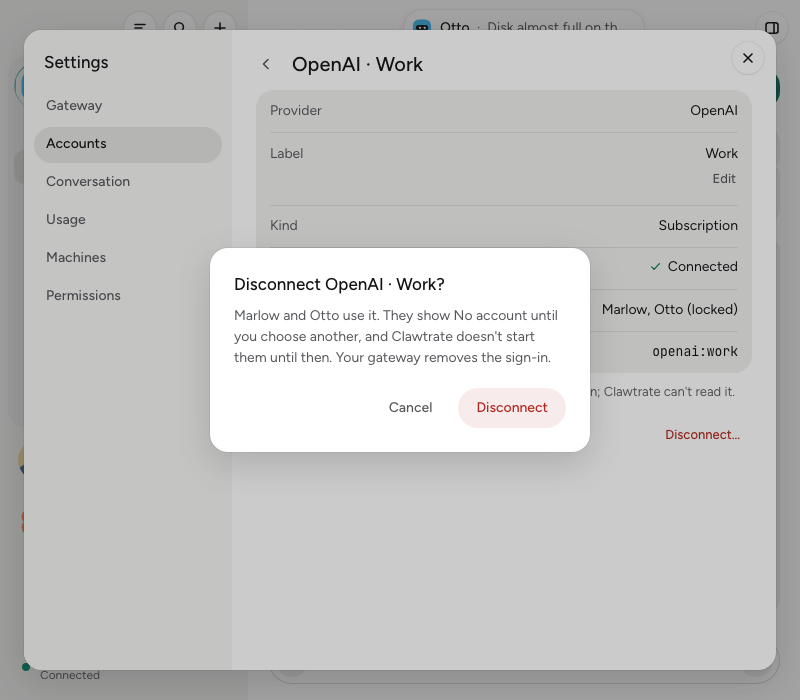 Otto · Disk almost full on th
Settings
Gateway
Accounts
Conversation
Usage
Machines
Permissions
OpenAI · Work
Provider
OpenAI
Label
Work
Edit
Kind
Subscription
Connected
Marlow, Otto (locked)
openai:work
n; Clawtrate can't read it.
Disconnect...
Disconnect OpenAI · Work?
Marlow and Otto use it. They show No account until
you choose another, and Clawtrate doesn't start
them until then. Your gateway removes the sign-in.
Cancel
Disconnect
Connected